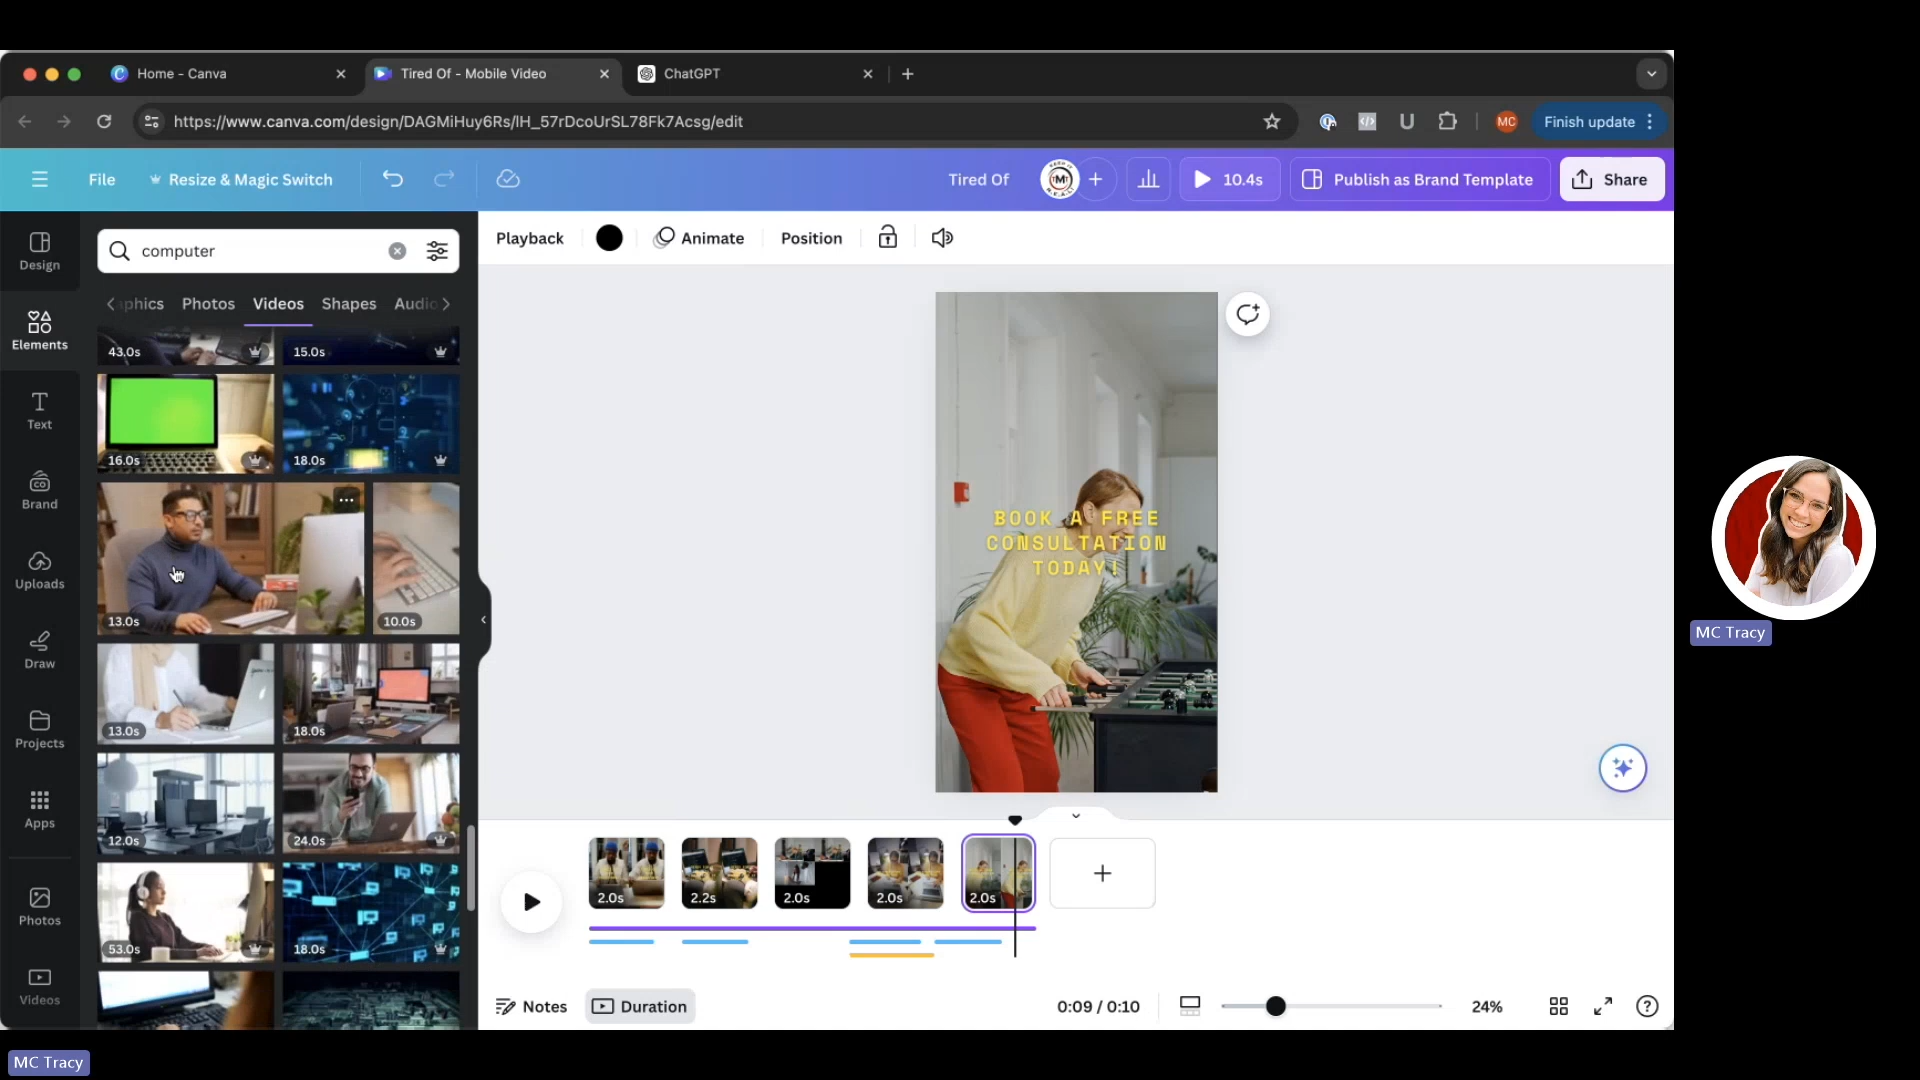 Home - Canva
Tired Of - Mobile Video
ChatGPT
https://www.canva.com/design/DAGMiHuy6Rs/lH_57rDcoUrSL78Fk7Acsg/edit
MC
Finish update
File
Resize & Magic Switch
Tired Of
10.4s
Publish as Brand Template
Share
Design
Elements
Text
Brand
Uploads
Draw
Projects
Apps
Photos
Videos
computer
aphics
Photos
Videos
Shapes
Audio
43.0s
15.0s
16.0s
18.0s
13.0s
10.0s
13.0s
18.0s
12.0s
24.0s
53.0s
18.0s
Playback
Animate
Position
BOOK A FREE
CONSULTATION
TODAY!
2.0s
2.2s
2.0s
2.0s
2.0s
Notes
Duration
0:09 / 0:10
24%
MC Tracy
MC Tracy